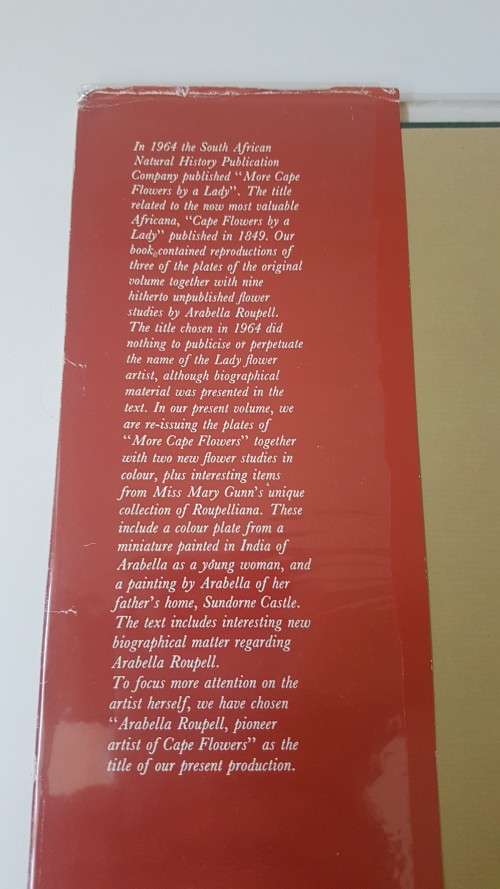 In 1964 the South African
Natural History Publication
Company published "More Cape
Flowers by a Lady". The title
related to the now most valuable
Africana, "Cape Flowers by a
Lady" published in 1849. Our
book contained reproductions of
three of the plates of the original
volume together with nine
hitherto unpublished flower
studies by Arabella Roupell.
The title chosen in 1964 did
nothing to publicise or perpetuate
the name of the Lady flower
artist, although biographical
material was presented in the
text. In our present volume, we
are re-issuing the plates of
"More Cape Flowers" together
with two new flower studies in
colour, plus interesting items
from Miss Mary Gunn's unique
collection of Roupelliana. These
include a colour plate from a
miniature painted in India of
Arabella as a young woman, and
a painting by Arabella of her
father's home, Sundorne Castle.
The text includes interesting new
biographical matter regarding
Arabella Roupell.
To focus more attention on the
artist herself, we have chosen
"Arabella Roupell, pioneer
artist of Cape Flowers" as the
title of our present production.